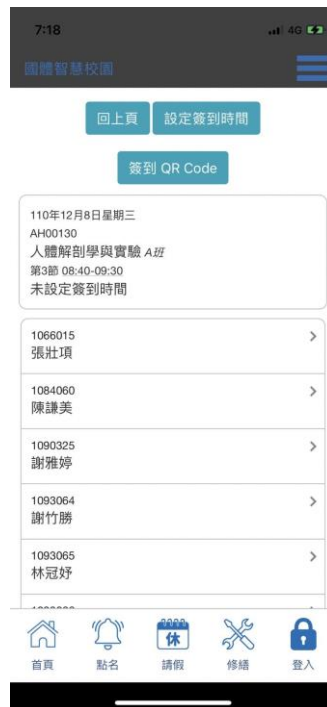 7:18 4G
國體智慧校園
回上頁 設定簽到時間
簽到 QR Code
110年12月8日星期三
AH00130
人體解剖學與實驗 A班
第3節 08:40-09:30
未設定簽到時間
1066015
張壯項
1084060
陳謙美
1090325
謝雅婷
1093064
謝竹勝
1093065
林冠妤
休
首頁 點名 請假 修繕 登入